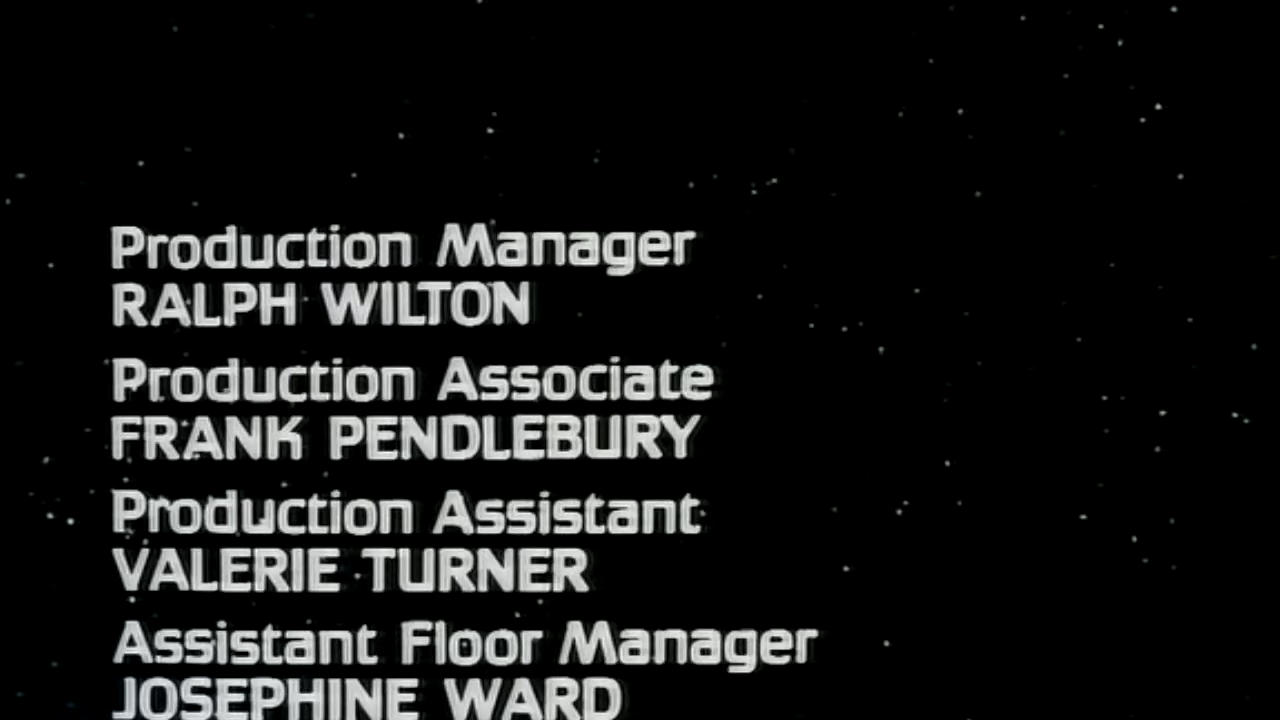 Production Manager
RALPH WILTON
Production Associate
FRANK PENDLEBURY
Production Assistant
VALERIE TURNER
Assistant Floor Manager
JOSEPHINE WARD